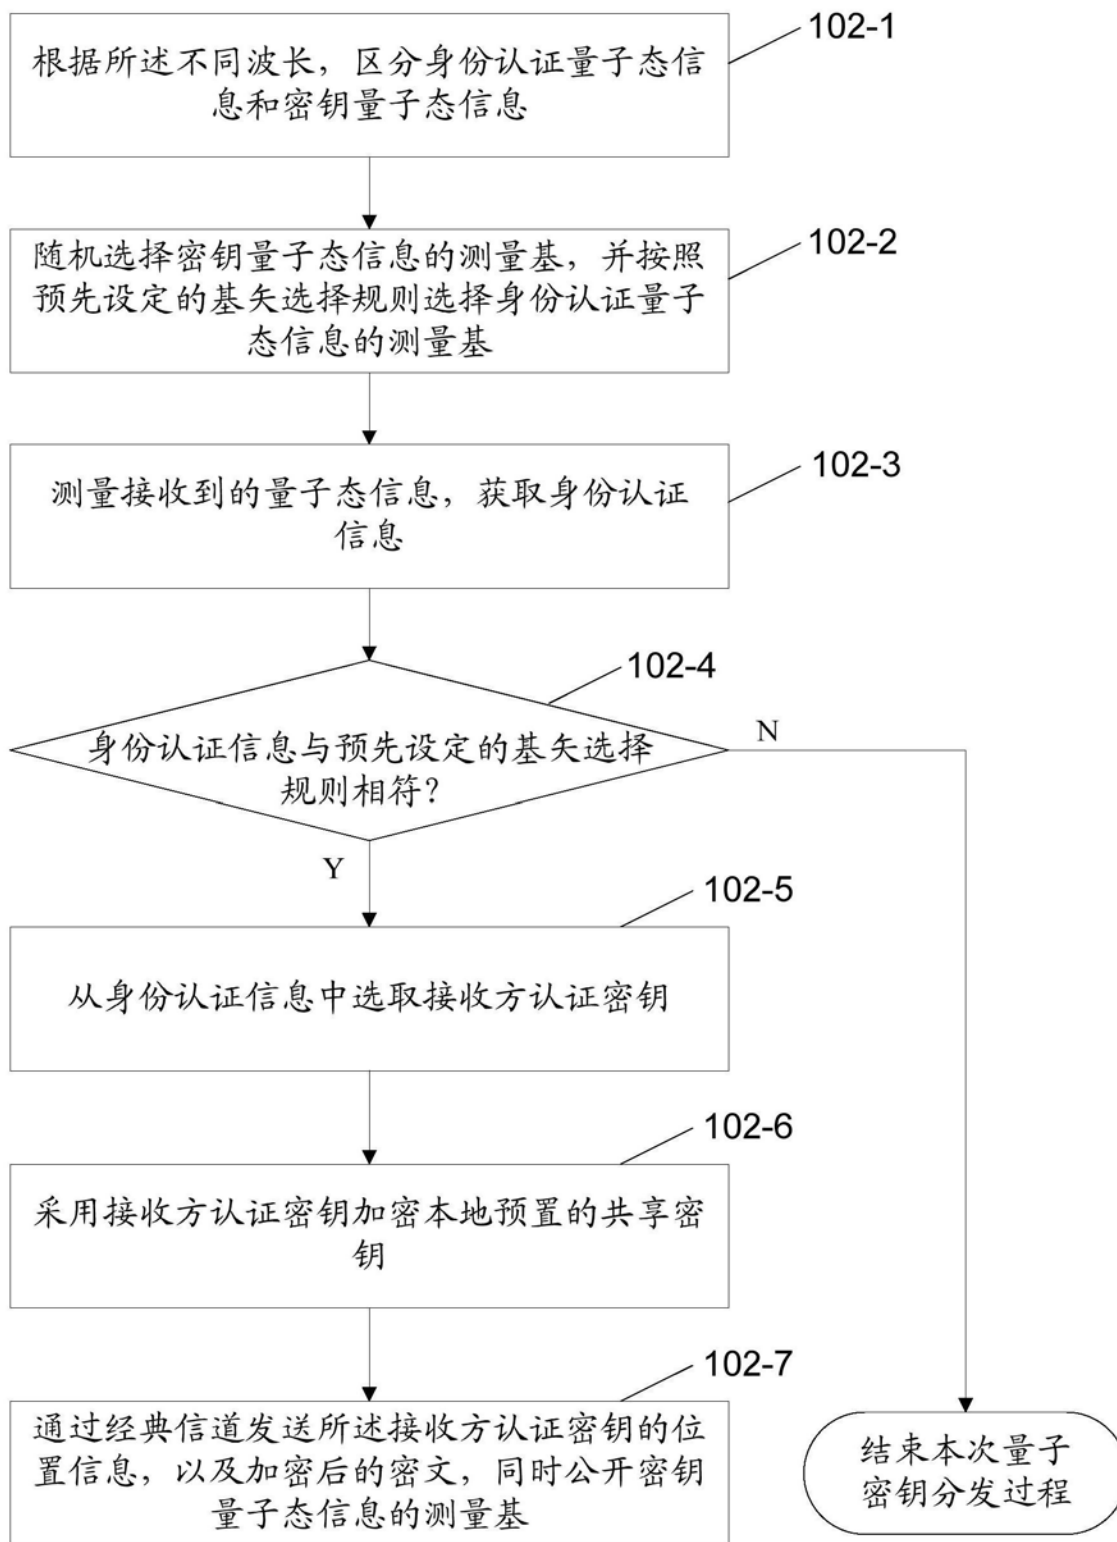 102-1
根据所述不同波长，区分身份认证量子态信
息和密钥量子态信息
102-2
随机选择密钥量子态信息的测量基，并按照
预先设定的基矢选择规则选择身份认证量子
态信息的测量基
102-3
测量接收到的量子态信息，获取身份认证
信息
102-4
身份认证信息与预先设定的基矢选择
规则相符？
N
Y
102-5
从身份认证信息中选取接收方认证密钥
102-6
采用接收方认证密钥加密本地预置的共享密
钥
102-7
通过经典信道发送所述接收方认证密钥的位
置信息，以及加密后的密文，同时公开密钥
量子态信息的测量基
结束本次量子
密钥分发过程